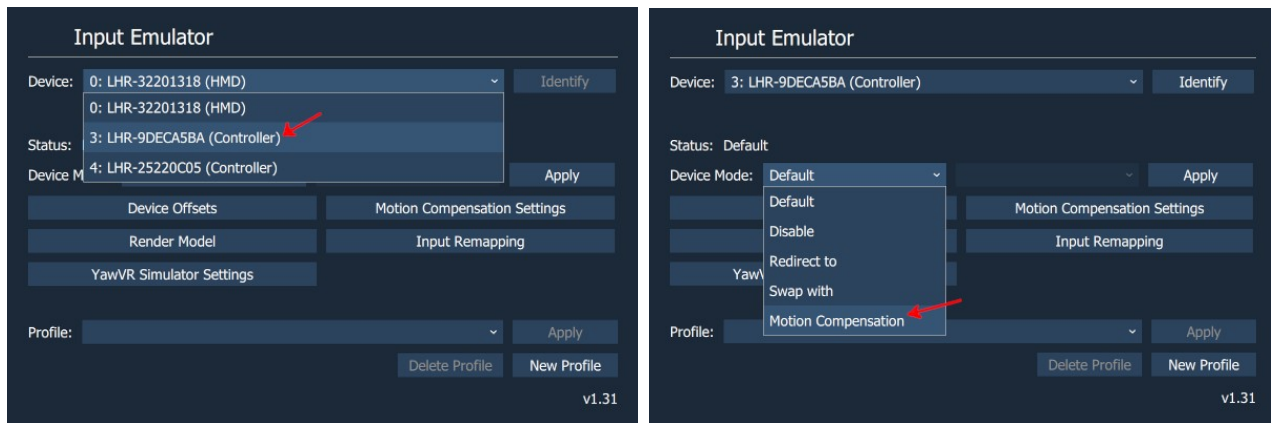 Input Emulator
Device: 0: LHR-32201318 (HMD) Identify
0: LHR-32201318 (HMD)
3: LHR-9DECA5BA (Controller)
Status:
4: LHR-25220C05 (Controller)
Device M Apply
Device Offsets Motion Compensation Settings
Render Model Input Remapping
YawVR Simulator Settings
Profile: Apply
Delete Profile New Profile
v1.31
Input Emulator
Device: 3: LHR-9DECA5BA (Controller) Identify
Status: Default
Device Mode: Default Apply
Default
Motion Compensation Settings
Disable
Input Remapping
Redirect to
Yaw
Swap with
Motion Compensation
Profile: Apply
Delete Profile New Profile
v1.31